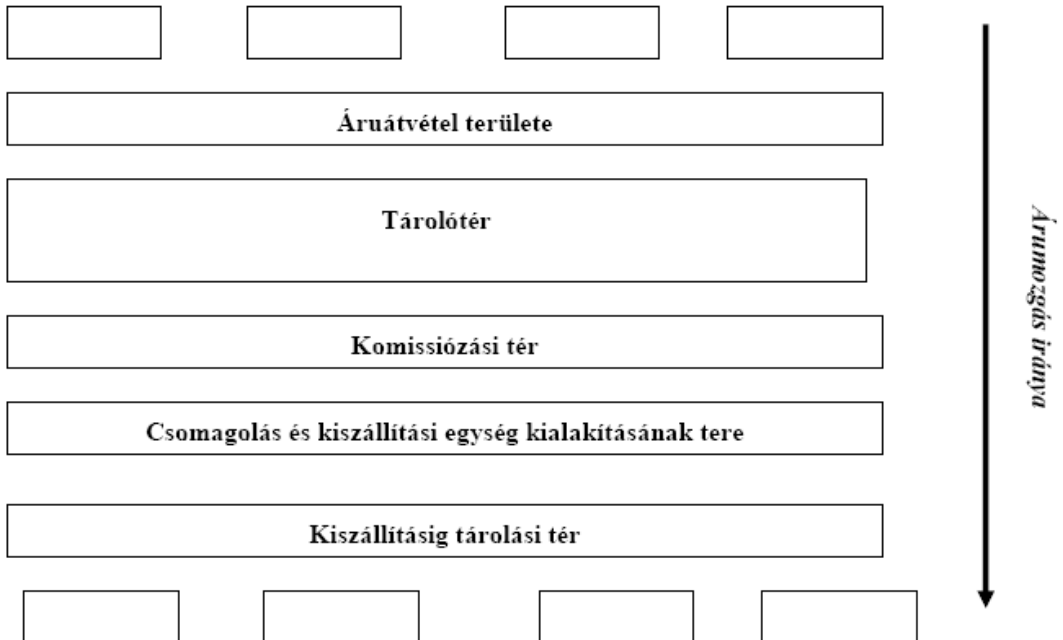 Áruátvétel területe
Tárolótér
Komissiózási tér
Csomagolás és kiszállítási egység kialakításának tere
Kiszállításig tárolási tér
Árumozgás iránya